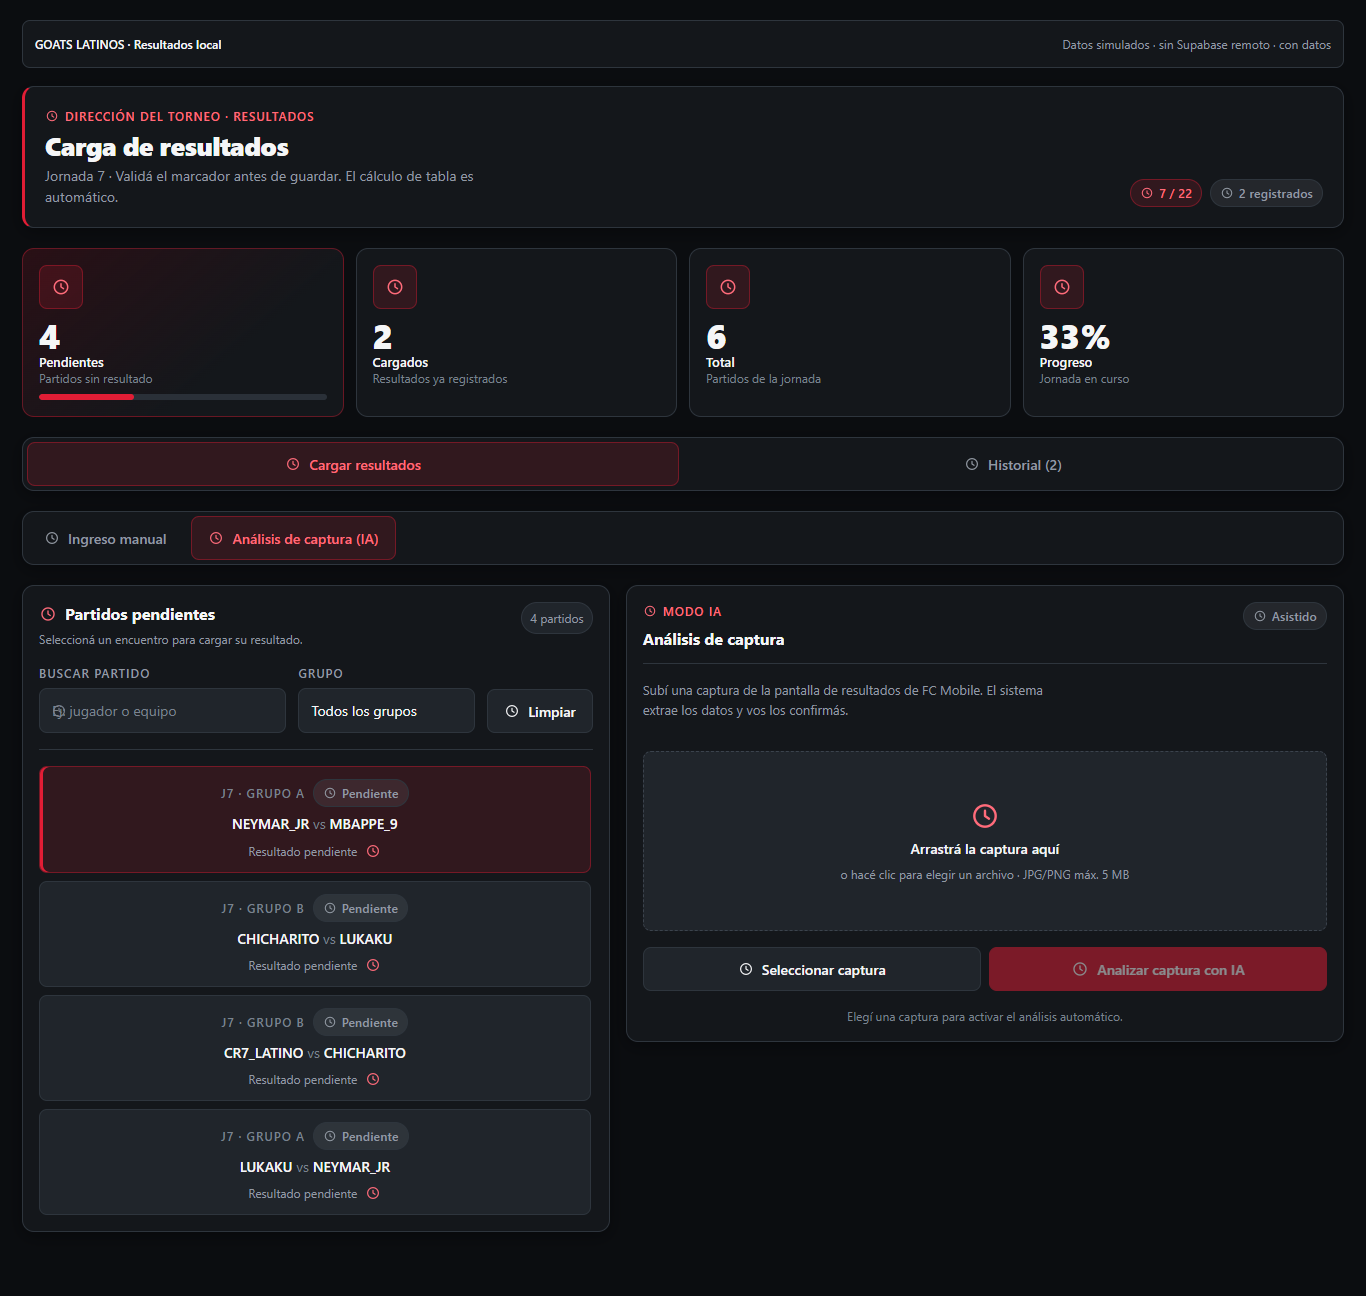 GOATS LATINOS · Resultados local
Datos simulados · sin Supabase remoto · con datos
DIRECCIÓN DEL TORNEO · RESULTADOS
Carga de resultados
Jornada 7 · Validá el marcador antes de guardar. El cálculo de tabla es
automático.
7 / 22
2 registrados
4
Pendientes
Partidos sin resultado
2
Cargados
Resultados ya registrados
6
Total
Partidos de la jornada
33%
Progreso
Jornada en curso
Cargar resultados
Historial (2)
Ingreso manual
Análisis de captura (IA)
Partidos pendientes
4 partidos
Seleccioná un encuentro para cargar su resultado.
BUSCAR PARTIDO
GRUPO
jugador o equipo
Todos los grupos
Limpiar
J7 · GRUPO A
Pendiente
NEYMAR_JR vs MBAPPE_9
Resultado pendiente
J7 · GRUPO B
Pendiente
CHICHARITO vs LUKAKU
Resultado pendiente
J7 · GRUPO B
Pendiente
CR7_LATINO vs CHICHARITO
Resultado pendiente
J7 · GRUPO A
Pendiente
LUKAKU vs NEYMAR_JR
Resultado pendiente
MODO IA
Asistido
Análisis de captura
Subí una captura de la pantalla de resultados de FC Mobile. El sistema
extrae los datos y vos los confirmás.
Arrastrá la captura aquí
o hacé clic para elegir un archivo · JPG/PNG máx. 5 MB
Seleccionar captura
Analizar captura con IA
Elegí una captura para activar el análisis automático.